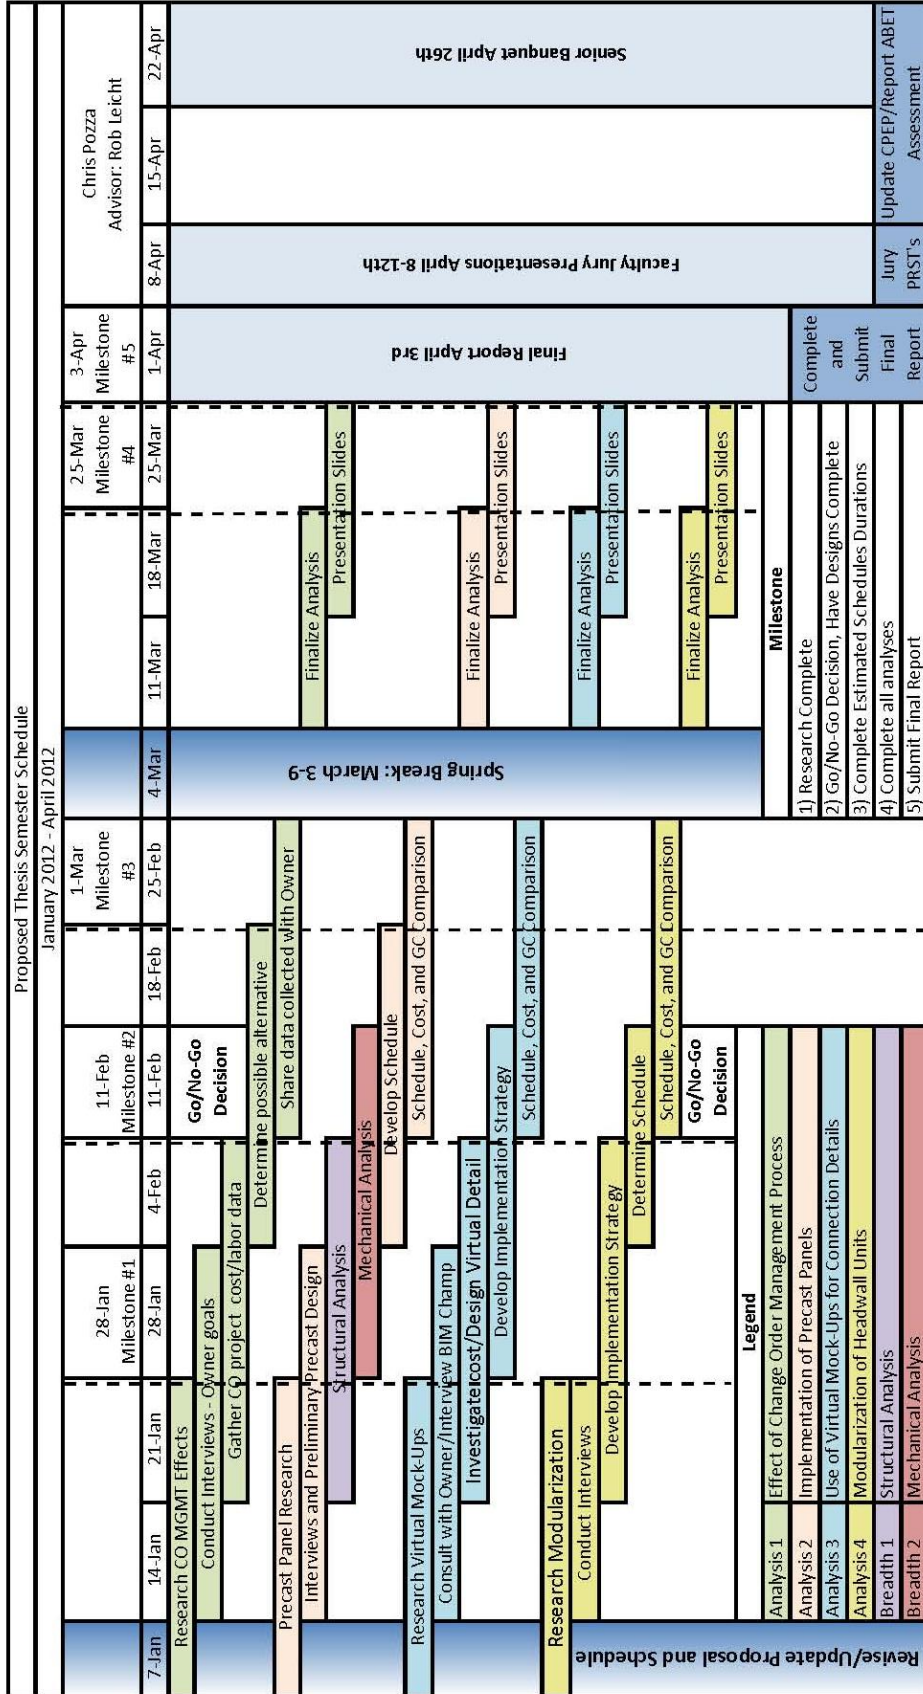 Proposed Thesis Semester Schedule
January 2012 - April 2012
28-Jan
Milestone #1
11-Feb
Milestone #2
1-Mar
Milestone
#3
25-Mar
Milestone
#4
3-Apr
Milestone
#5
Chris Pozza
Advisor: Rob Leicht
7-Jan 14-Jan 21-Jan 28-Jan 4-Feb 11-Feb 18-Feb 25-Feb 4-Mar 11-Mar 18-Mar 25-Mar 1-Apr 8-Apr 15-Apr 22-Apr
Revise/Update Proposal and Schedule
Research CO MGMT Effects
Conduct Interviews - Owner goals
Gather CO project cost/labor data
Go/No-Go
Decision
Determine possible alternative
Share data collected with Owner
Finalize Analysis
Presentation Slides
Precast Panel Research
Interviews and Preliminary Precast Design
Structural Analysis
Mechanical Analysis
Develop Schedule
Schedule, Cost, and GC Comparison
Finalize Analysis
Presentation Slides
Research Virtual Mock-Ups
Consult with Owner/Interview BIM Champ
Investigate cost/Design Virtual Detail
Develop Implementation Strategy
Schedule, Cost, and GC Comparison
Finalize Analysis
Presentation Slides
Research Modularization
Conduct Interviews
Develop Implementation Strategy
Determine Schedule
Schedule, Cost, and GC Comparison
Go/No-Go
Decision
Finalize Analysis
Presentation Slides
Spring Break: March 3-9
Final Report April 3rd
Faculty Jury Presentations April 8-12th
Senior Banquet April 26th
Legend
Analysis 1 Effect of Change Order Management Process
Analysis 2 Implementation of Precast Panels
Analysis 3 Use of Virtual Mock-Ups for Connection Details
Analysis 4 Modularization of Headwall Units
Breadth 1 Structural Analysis
Breadth 2 Mechanical Analysis
Milestone
1) Research Complete
2) Go/No-Go Decision, Have Designs Complete
3) Complete Estimated Schedules Durations
4) Complete all analyses
5) Submit Final Report
Complete
and
Submit
Final
Report
Jury
PRST's
Update CPEP/Report ABET
Assessment